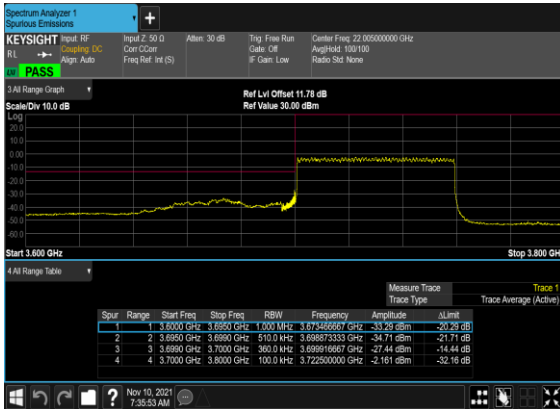 Spectrum Analyzer 1
Spurious Emissions
+
KEYSIGHT Input: RF Input Z: 50 Ω Atten: 30 dB Trig: Free Run Center Freq: 22.005000000 GHz
RL Coupling: DC Corr CCorr Gate: Off Avg|Hold: 100/100
Align: Auto Freq Ref: Int (S) IF Gain: Low Radio Std: None
PASS
3 All Range Graph
Ref Lvl Offset 11.78 dB
Scale/Div 10.0 dB Ref Value 30.00 dBm
Log
20.0
10.0
0.00
-10.0
-20.0
-30.0
-40.0
-50.0
-60.0
Start 3.600 GHz Stop 3.800 GH
4 All Range Table
Measure Trace Trace 1
Trace Type Trace Average (Active)
Spur Range Start Freq Stop Freq RBW Frequency Amplitude ΔLimit
1 1 3.6000 GHz 3.6950 GHz 1.000 MHz 3.673466667 GHz -33.29 dBm -20.29 dB
2 2 3.6950 GHz 3.6990 GHz 510.0 kHz 3.698873333 GHz -34.71 dBm -21.71 dB
3 3 3.6990 GHz 3.7000 GHz 360.0 kHz 3.699916667 GHz -27.44 dBm -14.44 dB
4 4 3.7000 GHz 3.8000 GHz 100.0 kHz 3.722500000 GHz -2.161 dBm -32.16 dB
? Nov 10, 2021
7:35:53 AM